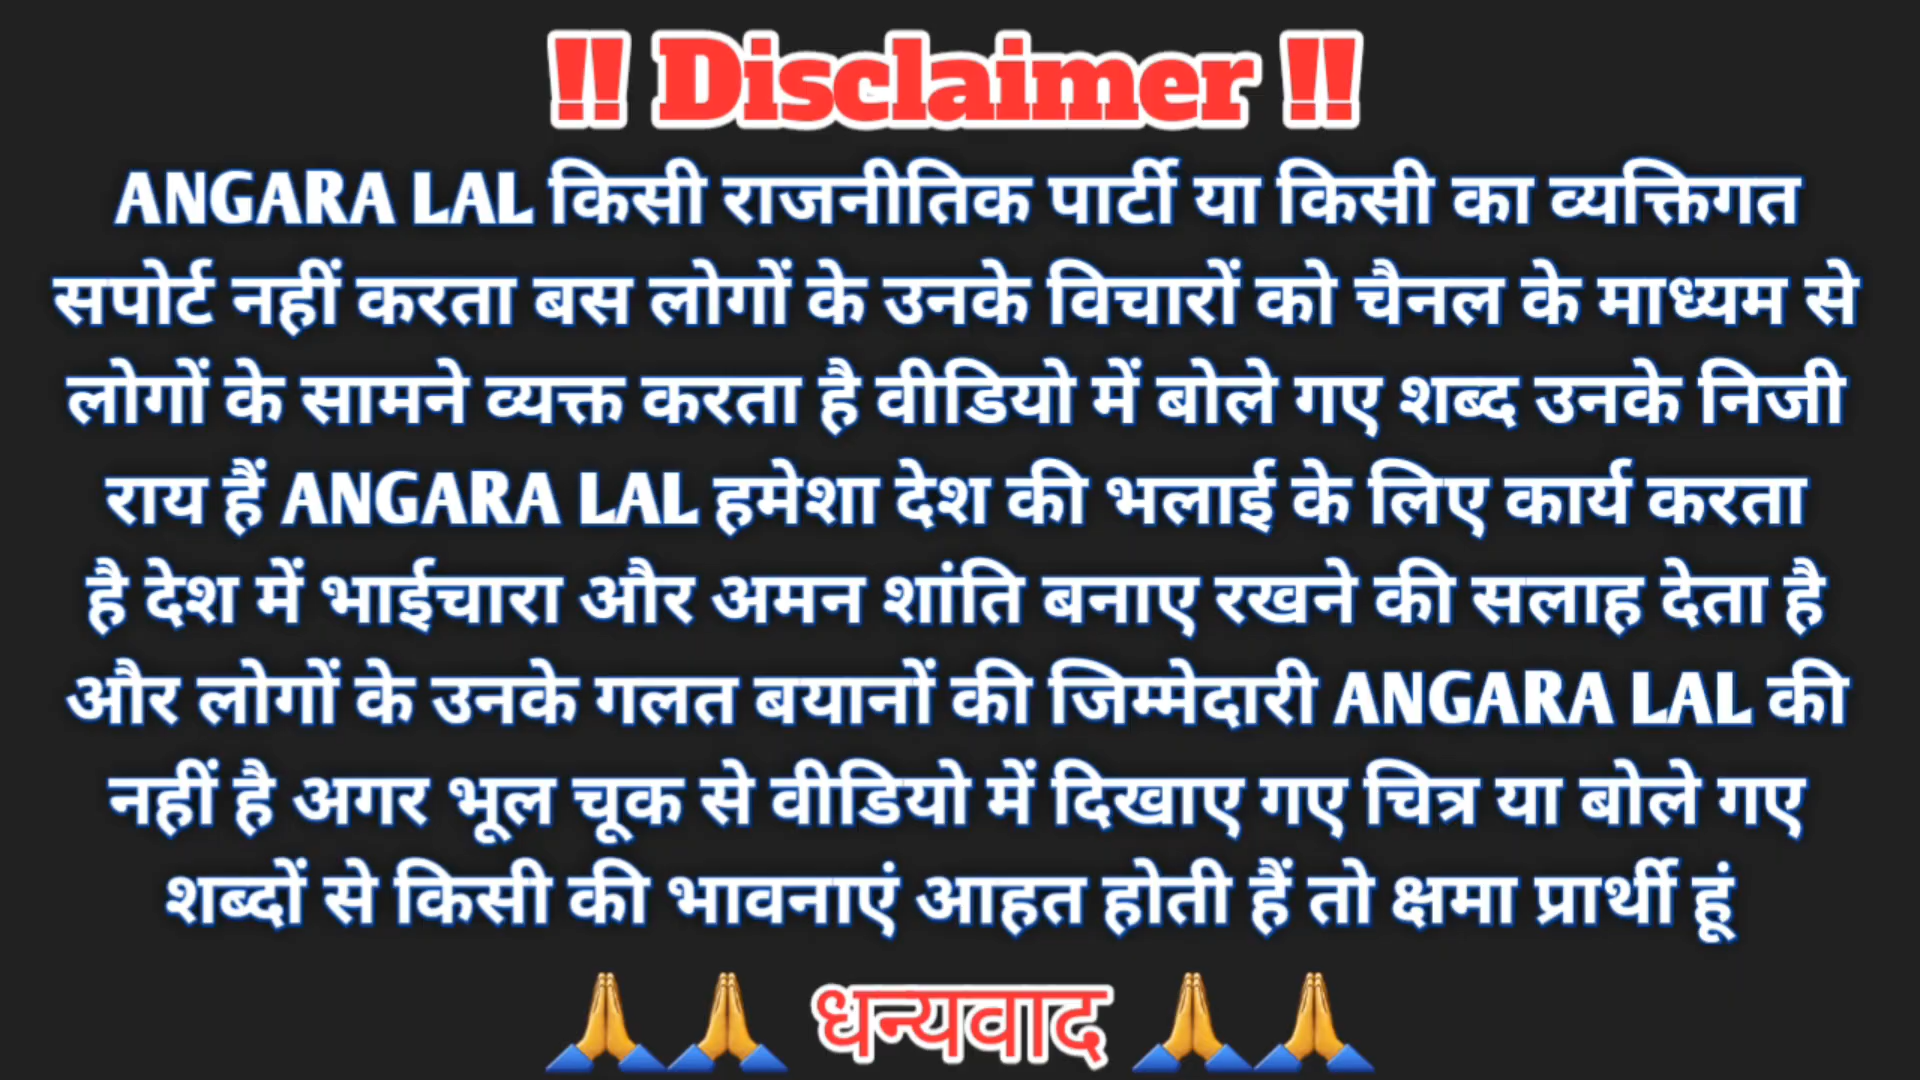 !! Disclaimer !!
ANGARA LAL किसी राजनीतिक पार्टी या किसी का व्यक्तिगत
सपोर्ट नहीं करता बस लोगों के उनके विचारों को चैनल के माध्यम से
लोगों के सामने व्यक्त करता है वीडियो में बोले गए शब्द उनके निजी
राय हैं ANGARA LAL हमेशा देश की भलाई के लिए कार्य करता
है देश में भाईचारा और अमन शांति बनाए रखने की सलाह देता है
और लोगों के उनके गलत बयानों की जिम्मेदारी ANGARA LAL की
नहीं है अगर भूल चूक से वीडियो में दिखाए गए चित्र या बोले गए
शब्दों से किसी की भावनाएं आहत होती हैं तो क्षमा प्रार्थी हूं
🙏🙏 धन्यवाद 🙏🙏